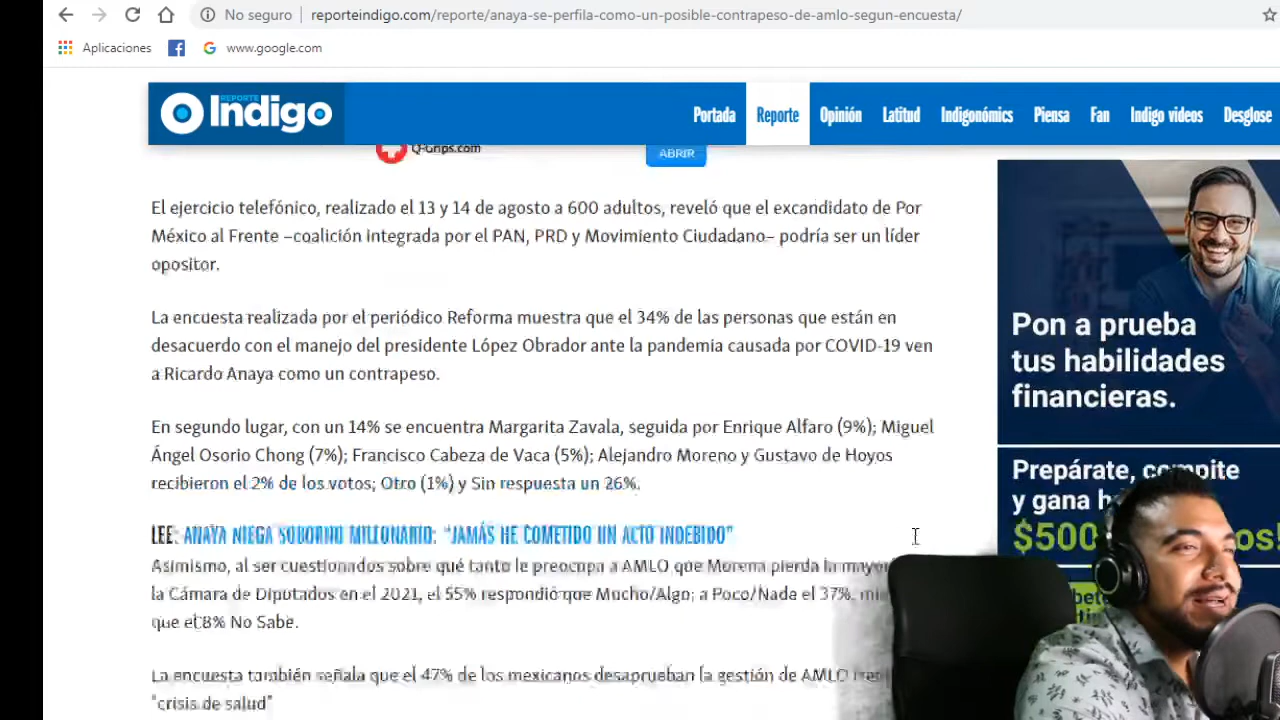 No seguro
reporteindigo.com/reporte/anaya-se-perfila-como-un-posible-contrapeso-de-amlo-segun-encuesta/
Aplicaciones
www.google.com
REPORTE
Indigo
Portada Reporte Opinión Latitud Indigonómics Piensa Fan Indigo videos Desglose
Q-Grips.com
ABRIR
El ejercicio telefónico, realizado el 13 y 14 de agosto a 600 adultos, reveló que el excandidato de Por
México al Frente –coalición integrada por el PAN, PRD y Movimiento Ciudadano– podría ser un líder
opositor.
La encuesta realizada por el periódico Reforma muestra que el 34% de las personas que están en
desacuerdo con el manejo del presidente López Obrador ante la pandemia causada por COVID-19 ven
a Ricardo Anaya como un contrapeso.
En segundo lugar, con un 14% se encuentra Margarita Zavala, seguida por Enrique Alfaro (9%); Miguel
Ángel Osorio Chong (7%); Francisco Cabeza de Vaca (5%); Alejandro Moreno y Gustavo de Hoyos
recibieron el 2% de los votos; Otro (1%) y Sin respuesta un 26%.
LEE: ANAYA NIEGA SOBORNO MILLONARIO: “JAMÁS HE COMETIDO UN ACTO INDEBIDO”
Asimismo, al ser cuestionados sobre qué tanto le preocupa a AMLO que Morena pierda la
la Cámara de Diputados en el 2021, el 55% respondió que Mucho/Algo; a Poco/Nada el 37%,
que el 8% No Sabe.
La encuesta también señala que el 47% de los mexicanos desaprueban la gestión de AMLO
"crisis de salud"
Pon a prueba
tus habilidades
financieras.
Prepárate, compite
y gana
$500